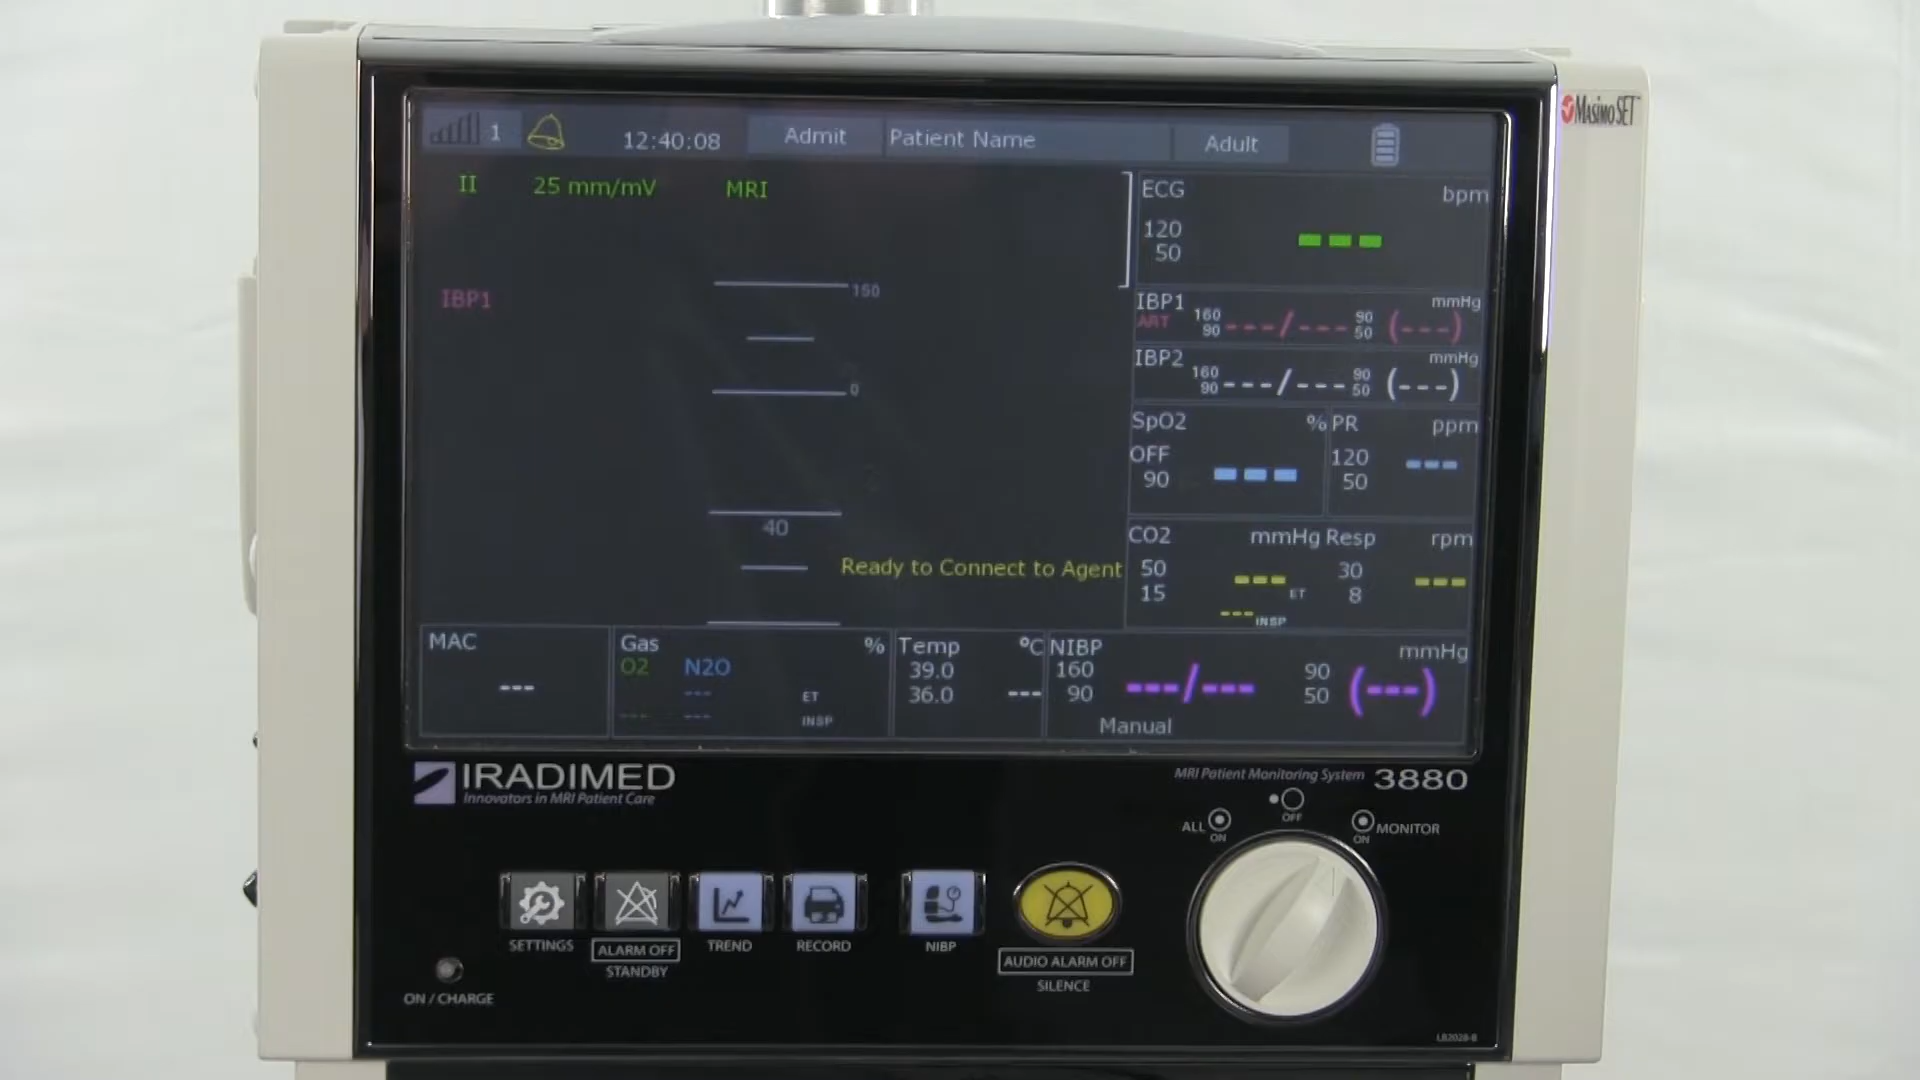 MasimoSET
1 12:40:08 Admit Patient Name Adult
II 25 mm/mV MRI
ECG bpm
120
50
---
IBP1
150
0
IBP1 mmHg
ART 160 90 ---/--- 90 50 (---)
IBP2 mmHg
160 90 ---/--- 90 50 (---)
SpO2 %
OFF
90
---
PR ppm
120
50
---
40
Ready to Connect to Agent
CO2 mmHg
50
15
--- ET
--- INSP
Resp rpm
30
8
---
MAC
---
Gas %
O2 N2O
--- ET
--- --- INSP
Temp °C
39.0
36.0 ---
NIBP mmHg
160
90
---/---
90
50
(---)
Manual
IRADIMED
Innovators in MRI Patient Care
MRI Patient Monitoring System 3880
ALL ON
OFF
ON MONITOR
SETTINGS
ALARM OFF
STANDBY
TREND
RECORD
NIBP
AUDIO ALARM OFF
SILENCE
ON / CHARGE
LB2028-B